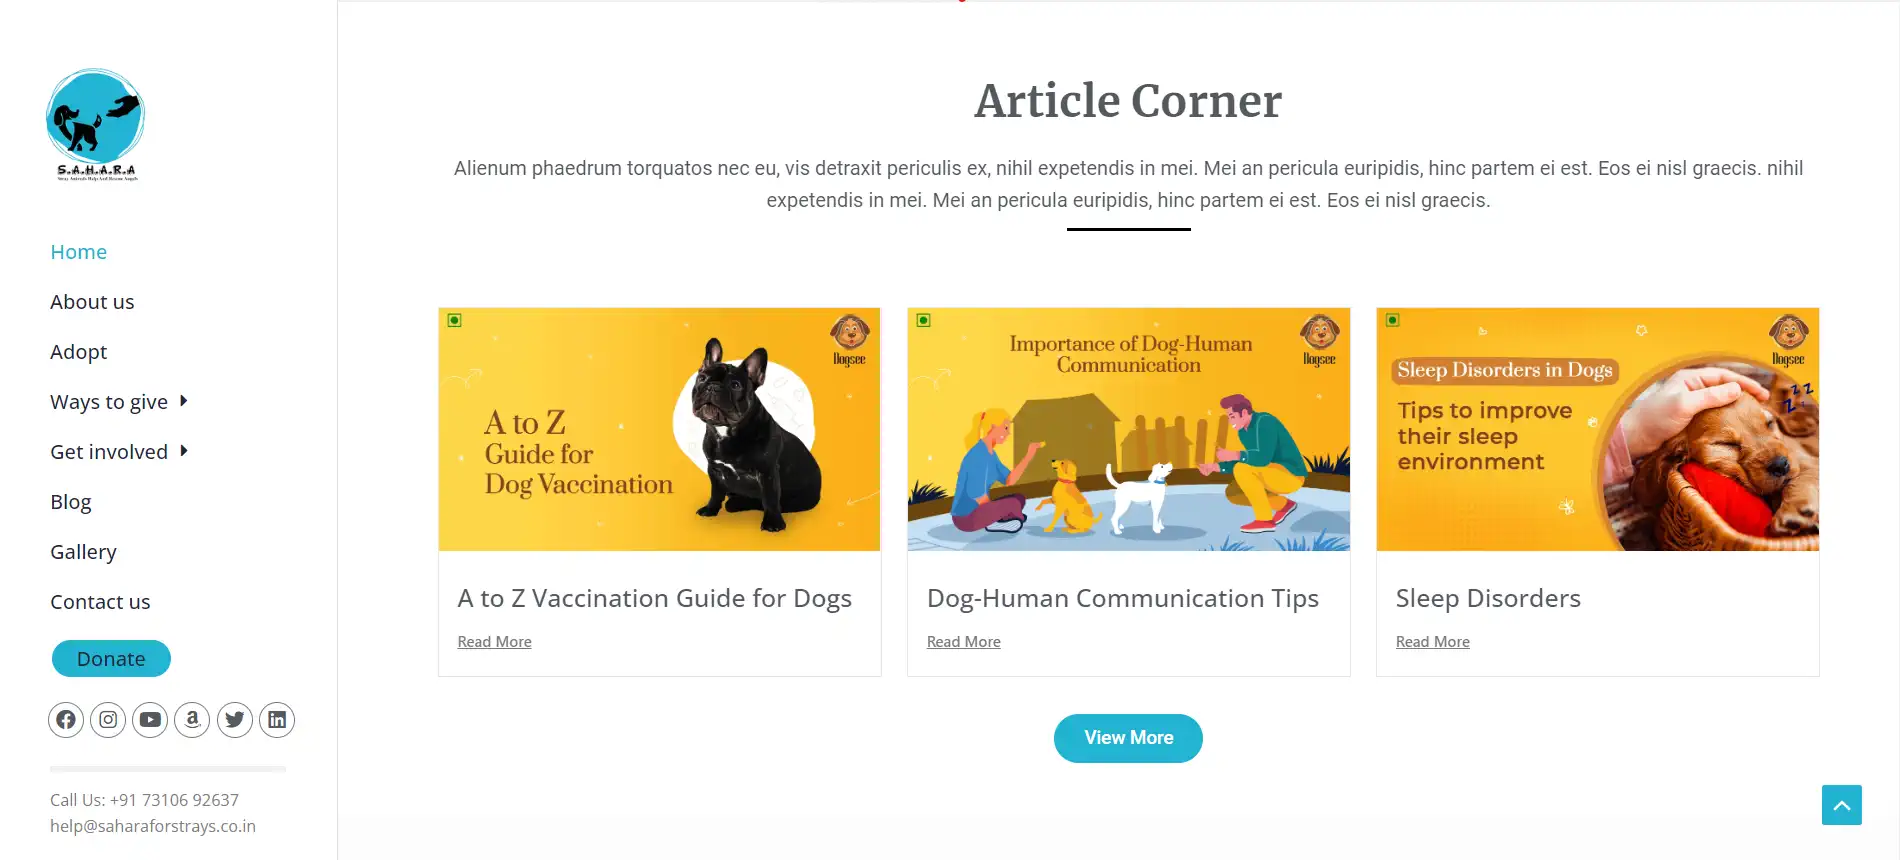 S.A.H.A.R.A
Home
About us
Adopt
Ways to give
Get involved
Blog
Gallery
Contact us
Donate
Call Us: +91 73106 92637
help@saharaforstrays.co.in
Article Corner
Alienum phaedrum torquatos nec eu, vis detraxit periculis ex, nihil expetendis in mei. Mei an pericula euripidis, hinc partem ei est. Eos ei nisl graecis. nihil
expetendis in mei. Mei an pericula euripidis, hinc partem ei est. Eos ei nisl graecis.
Dogsee
A to Z
Guide for
Dog Vaccination
A to Z Vaccination Guide for Dogs
Read More
Dogsee
Importance of Dog-Human
Communication
Dog-Human Communication Tips
Read More
Dogsee
Sleep Disorders in Dogs
Tips to improve
their sleep
environment
z z z
Sleep Disorders
Read More
View More